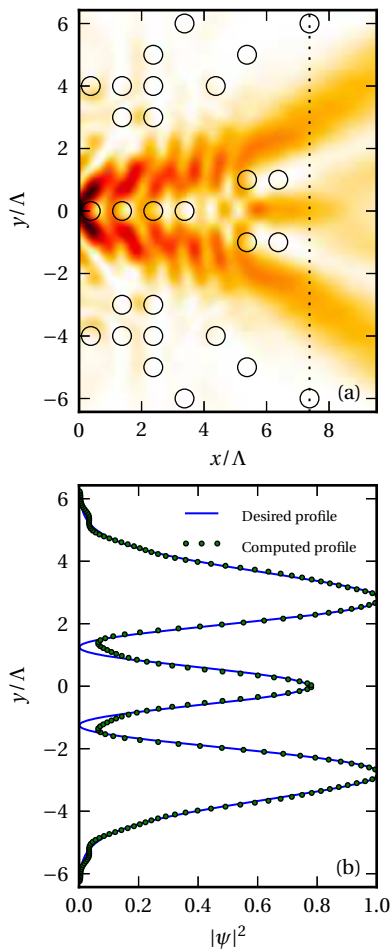 6
4
2
0
−2
−4
−6
y/Λ
(a)
0 2 4 6 8
x/Λ
6
4
2
0
−2
−4
−6
y/Λ
Desired profile
Computed profile
(b)
0.0 0.2 0.4 0.6 0.8 1.0
|ψ|²